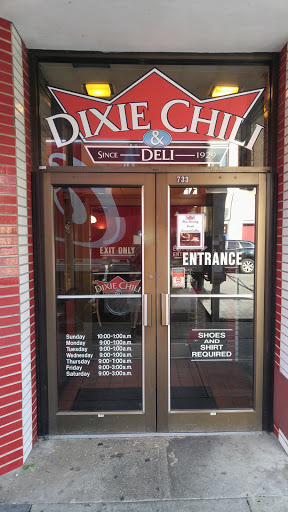 DIXIE CHILI
&
SINCE DELI 1929
733
EXIT ONLY
ENTRANCE
DIXIE CHILI
Sunday 10:00-1:00a.m.
Monday 9:00-1:00a.m.
Tuesday 9:00-1:00a.m.
Wednesday 9:00-1:00a.m.
Thursday 9:00-1:00a.m.
Friday 9:00-3:00a.m.
Saturday 9:00-3:00a.m.
SHOES
AND
SHIRT
REQUIRED